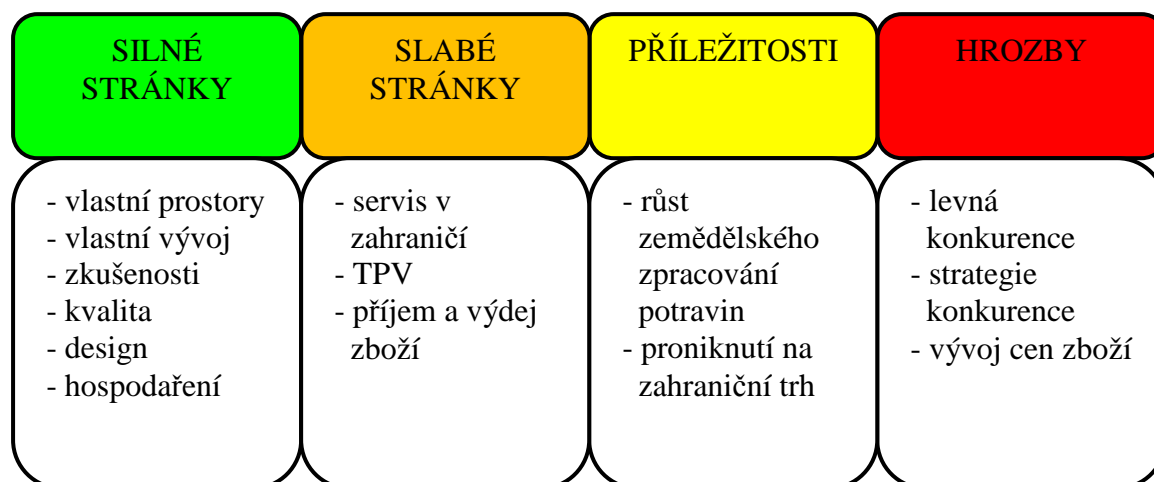 SILNÉ
STRÁNKY
- vlastní prostory
- vlastní vývoj
- zkušenosti
- kvalita
- design
- hospodaření
SLABÉ
STRÁNKY
- servis v
zahraničí
- TPV
- příjem a výdej
zboží
PŘÍLEŽITOSTI
- růst
zemědělského
zpracování
potravin
- proniknutí na
zahraniční trh
HROZBY
- levná
konkurence
- strategie
konkurence
- vývoj cen zboží